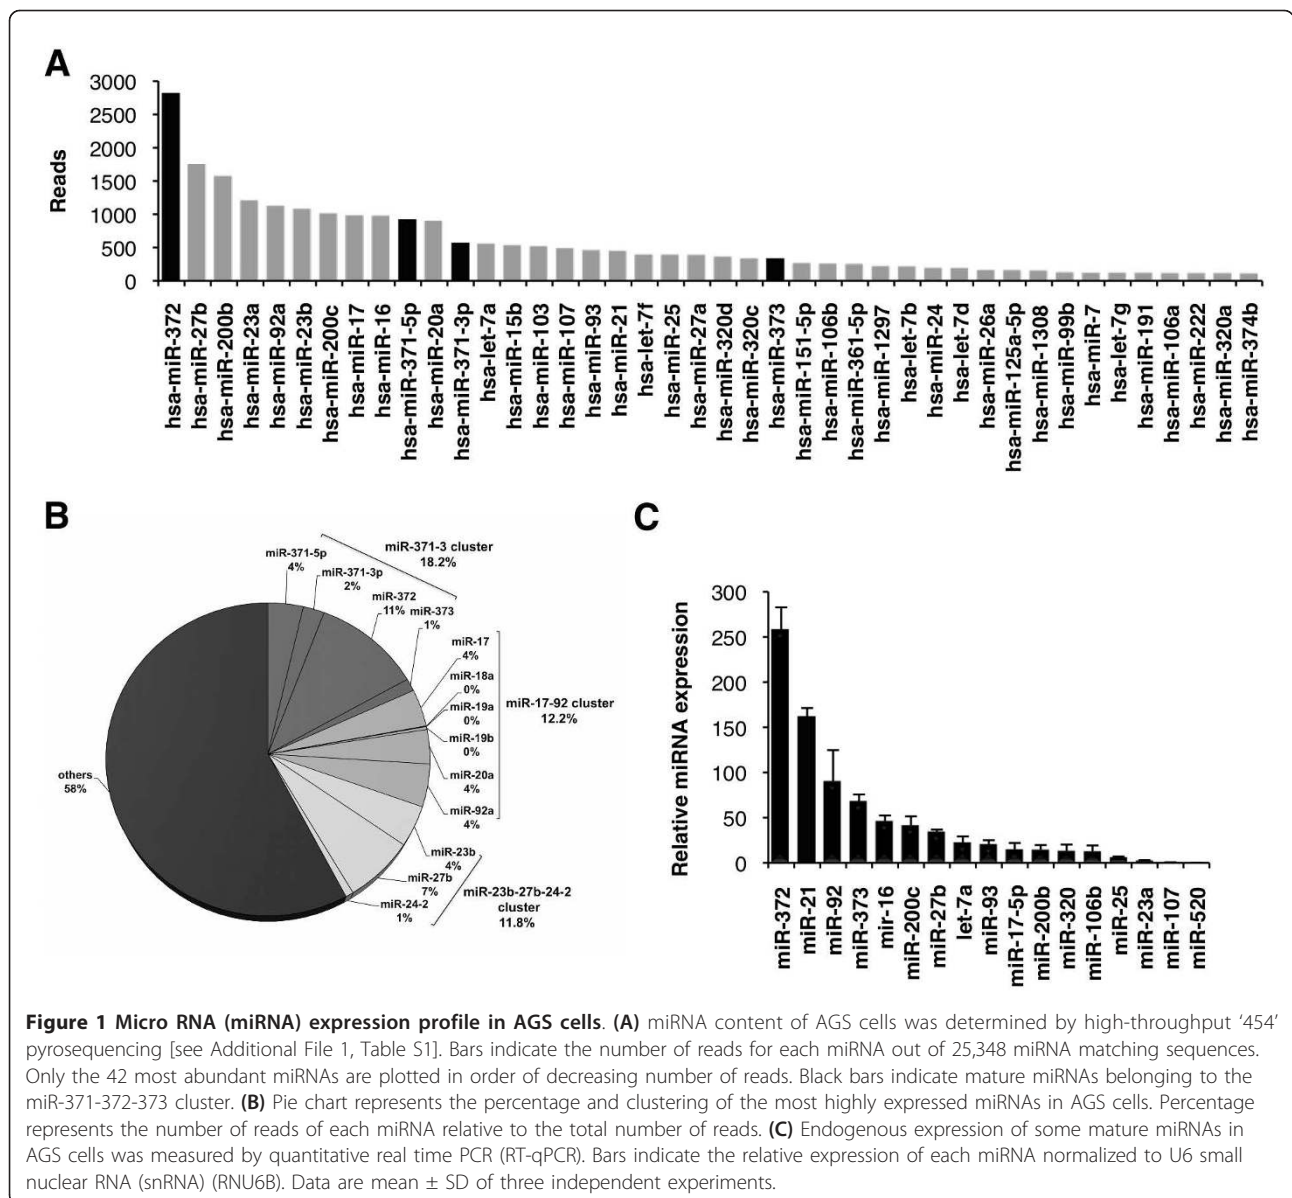 A
3000
2500
2000
1500
1000
500
0
Reads
hsa-miR-372
hsa-miR-27b
hsa-miR-200b
hsa-miR-23a
hsa-miR-92a
hsa-miR-23b
hsa-miR-200c
hsa-miR-17
hsa-miR-16
hsa-miR-371-5p
hsa-miR-20a
hsa-miR-371-3p
hsa-let-7a
hsa-miR-15b
hsa-miR-103
hsa-miR-107
hsa-miR-93
hsa-miR-21
hsa-let-7f
hsa-miR-25
hsa-miR-27a
hsa-miR-320d
hsa-miR-320c
hsa-miR-373
hsa-miR-151-5p
hsa-miR-106b
hsa-miR-361-5p
hsa-miR-1297
hsa-let-7b
hsa-miR-24
hsa-let-7d
hsa-miR-26a
hsa-miR-125a-5p
hsa-miR-1308
hsa-miR-99b
hsa-miR-7
hsa-let-7g
hsa-miR-191
hsa-miR-106a
hsa-miR-222
hsa-miR-320a
hsa-miR-374b
B
miR-371-5p
4%
miR-371-3p
2%
miR-372
11%
miR-373
1%
miR-371-3 cluster
18.2%
miR-17
4%
miR-18a
0%
miR-19a
0%
miR-19b
0%
miR-20a
4%
miR-92a
4%
miR-17-92 cluster
12.2%
miR-23b
4%
miR-27b
7%
miR-24-2
1%
miR-23b-27b-24-2
cluster
11.8%
others
58%
C
300
250
200
150
100
50
0
Relative miRNA expression
miR-372
miR-21
miR-92
miR-373
mir-16
miR-200c
miR-27b
let-7a
miR-93
miR-17-5p
miR-200b
miR-320
miR-106b
miR-25
miR-23a
miR-107
miR-520
Figure 1 Micro RNA (miRNA) expression profile in AGS cells. (A) miRNA content of AGS cells was determined by high-throughput ‘454’
pyrosequencing [see Additional File 1, Table S1]. Bars indicate the number of reads for each miRNA out of 25,348 miRNA matching sequences.
Only the 42 most abundant miRNAs are plotted in order of decreasing number of reads. Black bars indicate mature miRNAs belonging to the
miR-371-372-373 cluster. (B) Pie chart represents the percentage and clustering of the most highly expressed miRNAs in AGS cells. Percentage
represents the number of reads of each miRNA relative to the total number of reads. (C) Endogenous expression of some mature miRNAs in
AGS cells was measured by quantitative real time PCR (RT-qPCR). Bars indicate the relative expression of each miRNA normalized to U6 small
nuclear RNA (snRNA) (RNU6B). Data are mean ± SD of three independent experiments.